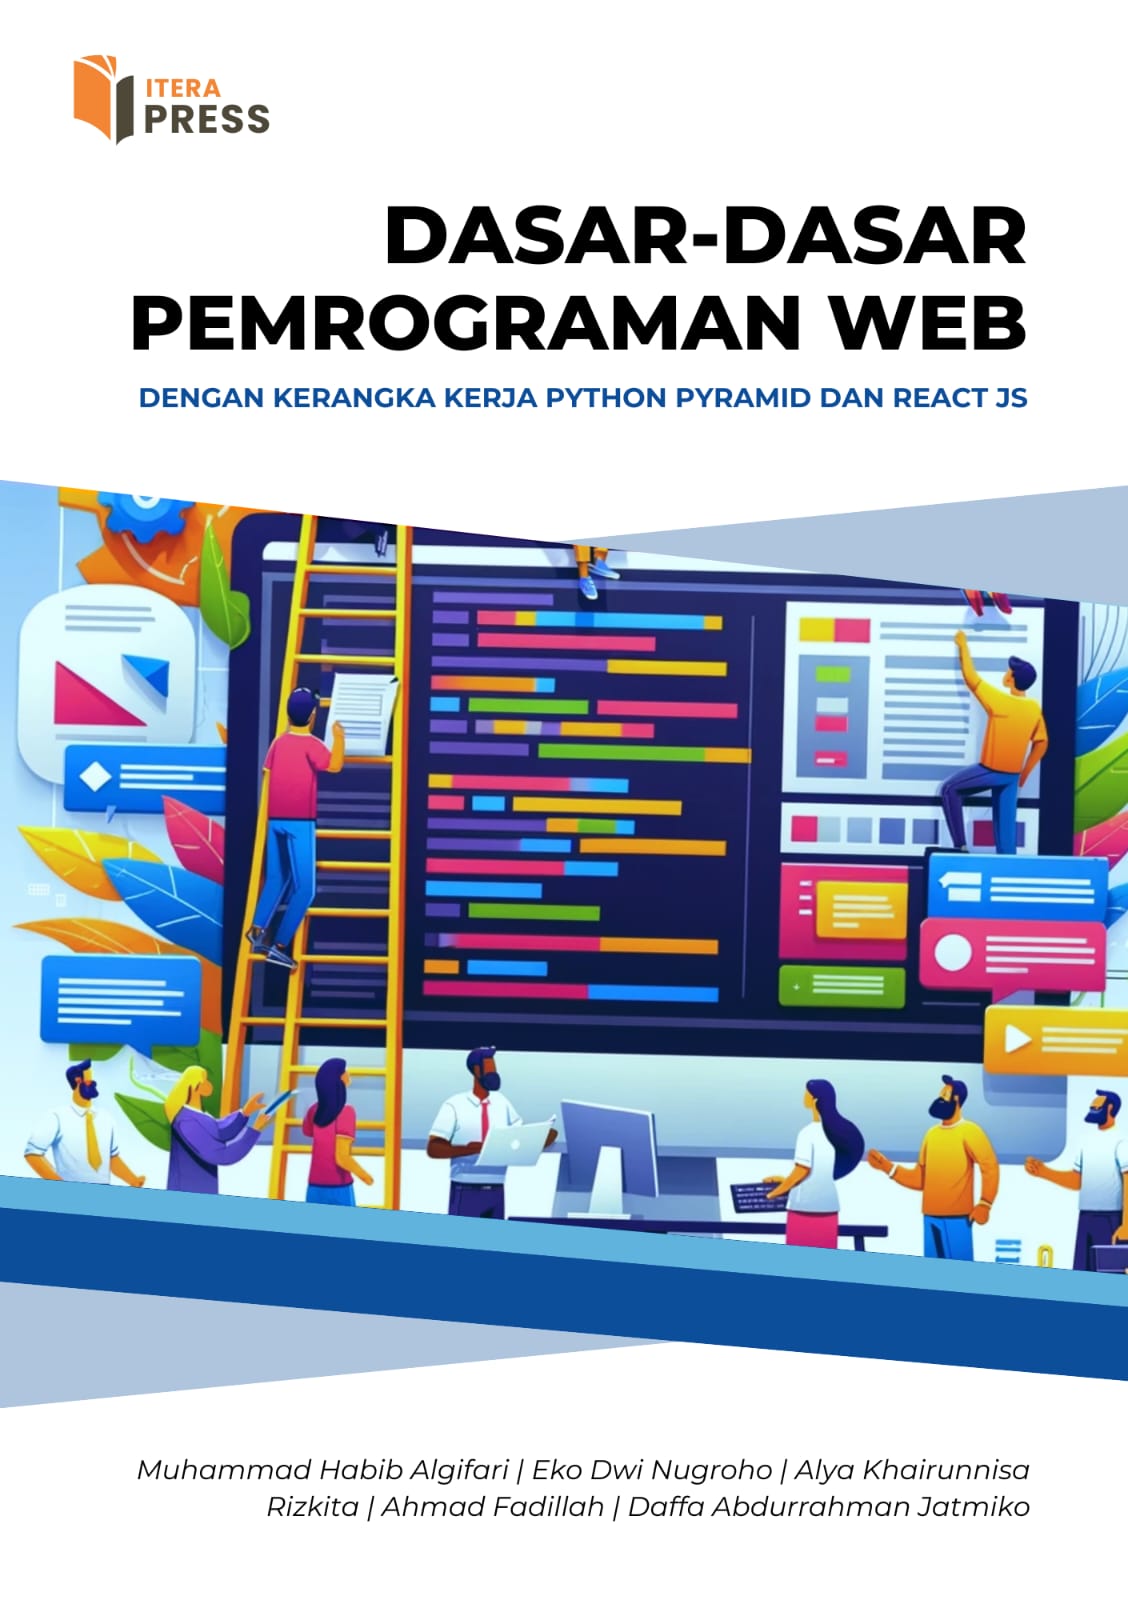 ITERA
PRESS
DASAR-DASAR
PEMROGRAMAN WEB
DENGAN KERANGKA KERJA PYTHON PYRAMID DAN REACT JS
Muhammad Habib Algifari | Eko Dwi Nugroho | Alya Khairunnisa
Rizkita | Ahmad Fadillah | Daffa Abdurrahman Jatmiko